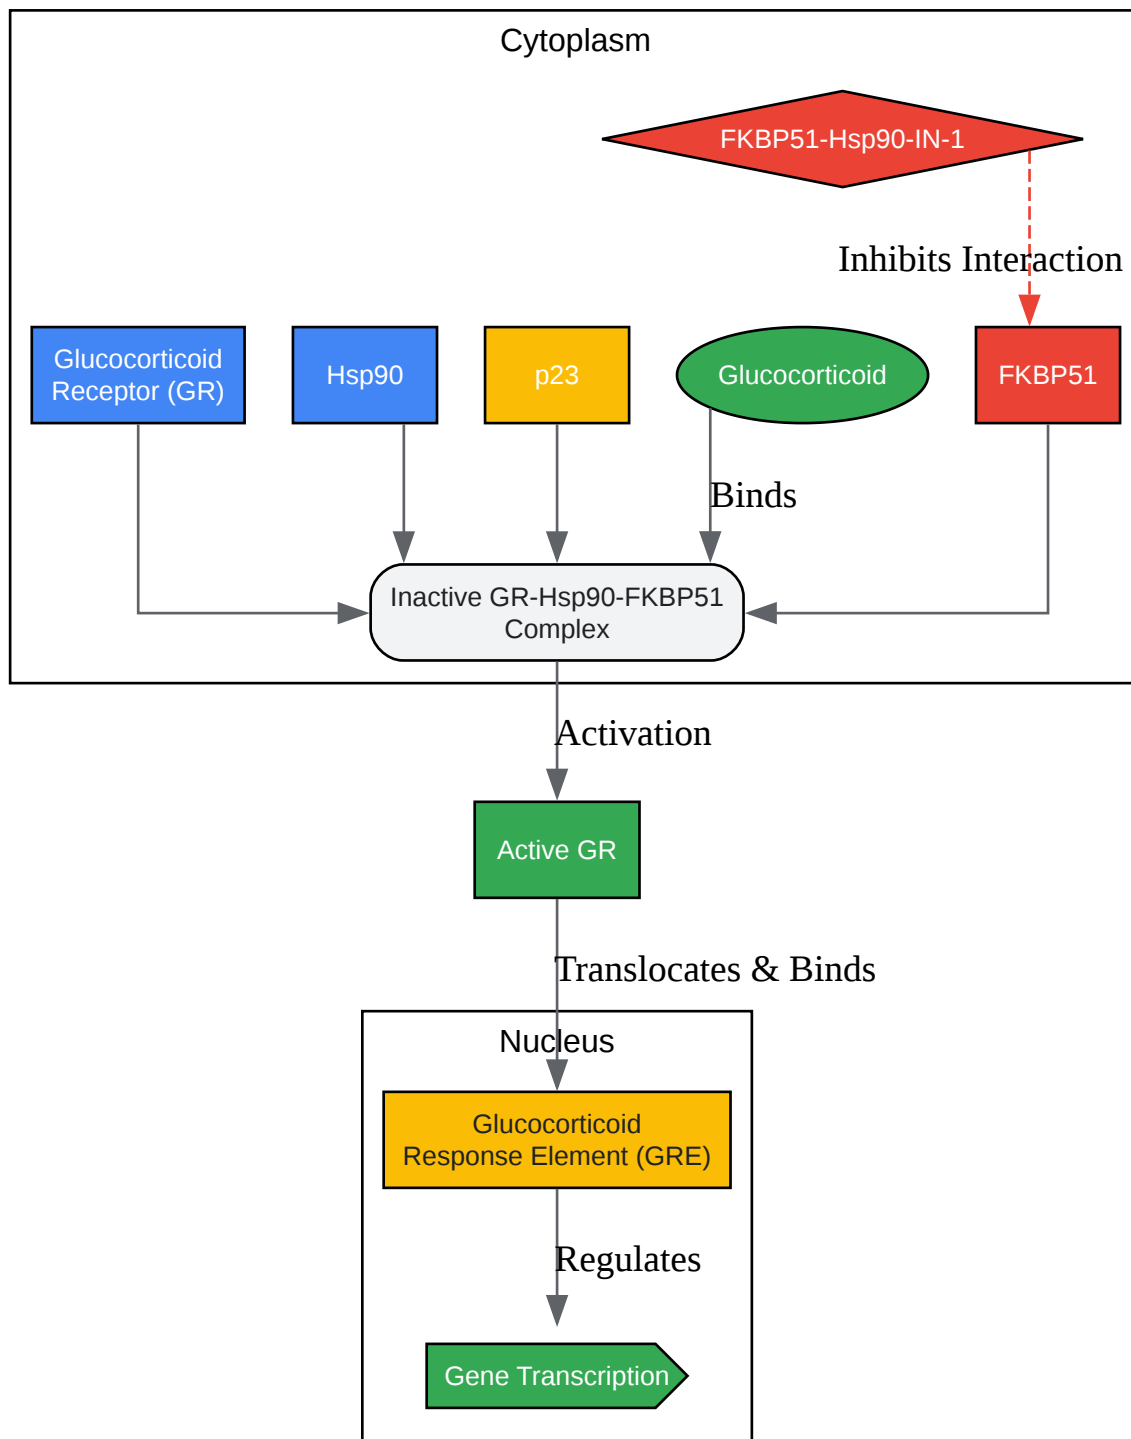 Cytoplasm
FKBP51-Hsp90-IN-1
Inhibits Interaction
Glucocorticoid
Receptor (GR)
Hsp90
p23
Glucocorticoid
FKBP51
Binds
Inactive GR-Hsp90-FKBP51
Complex
Activation
Active GR
Translocates & Binds
Nucleus
Glucocorticoid
Response Element (GRE)
Regulates
Gene Transcription